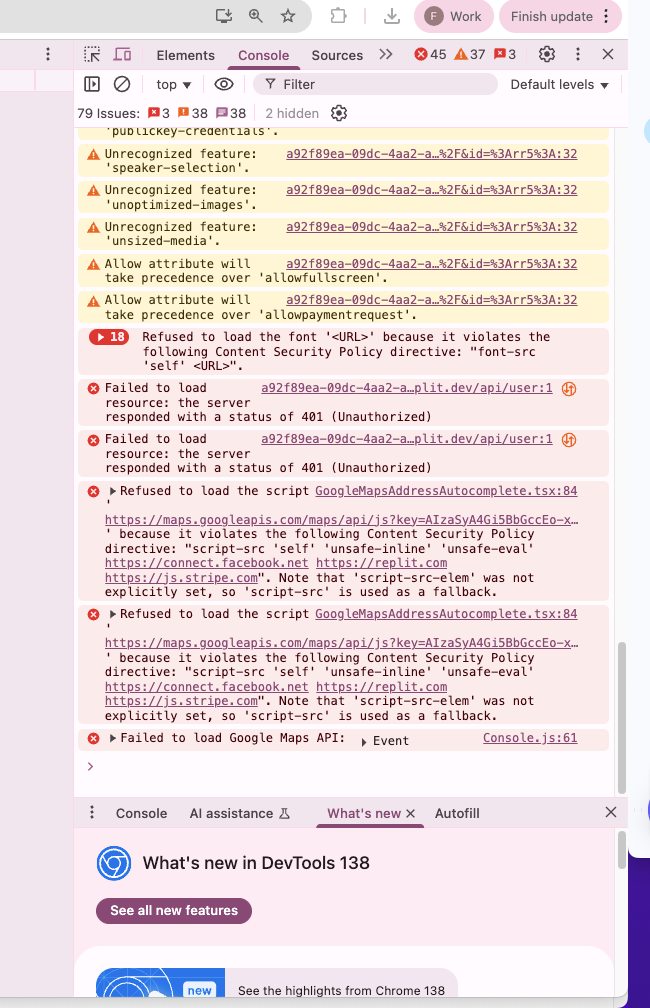 F Work Finish update
Elements Console Sources 45 37 3
top Filter Default levels
79 Issues: 3 38 38 2 hidden
'publickey-credentials'.
Unrecognized feature: a92f89ea-09dc-4aa2-a…%2F&id=%3Arr5%3A:32
'speaker-selection'.
Unrecognized feature: a92f89ea-09dc-4aa2-a…%2F&id=%3Arr5%3A:32
'unoptimized-images'.
Unrecognized feature: a92f89ea-09dc-4aa2-a…%2F&id=%3Arr5%3A:32
'unsized-media'.
Allow attribute will a92f89ea-09dc-4aa2-a…%2F&id=%3Arr5%3A:32
take precedence over 'allowfullscreen'.
Allow attribute will a92f89ea-09dc-4aa2-a…%2F&id=%3Arr5%3A:32
take precedence over 'allowpaymentrequest'.
18 Refused to load the font '<URL>' because it violates the
following Content Security Policy directive: "font-src
'self' <URL>".
Failed to load a92f89ea-09dc-4aa2-a…plit.dev/api/user:1
resource: the server
responded with a status of 401 (Unauthorized)
Failed to load a92f89ea-09dc-4aa2-a…plit.dev/api/user:1
resource: the server
responded with a status of 401 (Unauthorized)
Refused to load the script GoogleMapsAddressAutocomplete.tsx:84
'
https://maps.googleapis.com/maps/api/js?key=AIzaSyA4Gi5BbGccEo-x…
' because it violates the following Content Security Policy
directive: "script-src 'self' 'unsafe-inline' 'unsafe-eval'
https://connect.facebook.net https://replit.com
https://js.stripe.com". Note that 'script-src-elem' was not
explicitly set, so 'script-src' is used as a fallback.
Refused to load the script GoogleMapsAddressAutocomplete.tsx:84
'
https://maps.googleapis.com/maps/api/js?key=AIzaSyA4Gi5BbGccEo-x…
' because it violates the following Content Security Policy
directive: "script-src 'self' 'unsafe-inline' 'unsafe-eval'
https://connect.facebook.net https://replit.com
https://js.stripe.com". Note that 'script-src-elem' was not
explicitly set, so 'script-src' is used as a fallback.
Failed to load Google Maps API: Event Console.js:61
Console AI assistance What's new Autofill
What's new in DevTools 138
See all new features
new See the highlights from Chrome 138